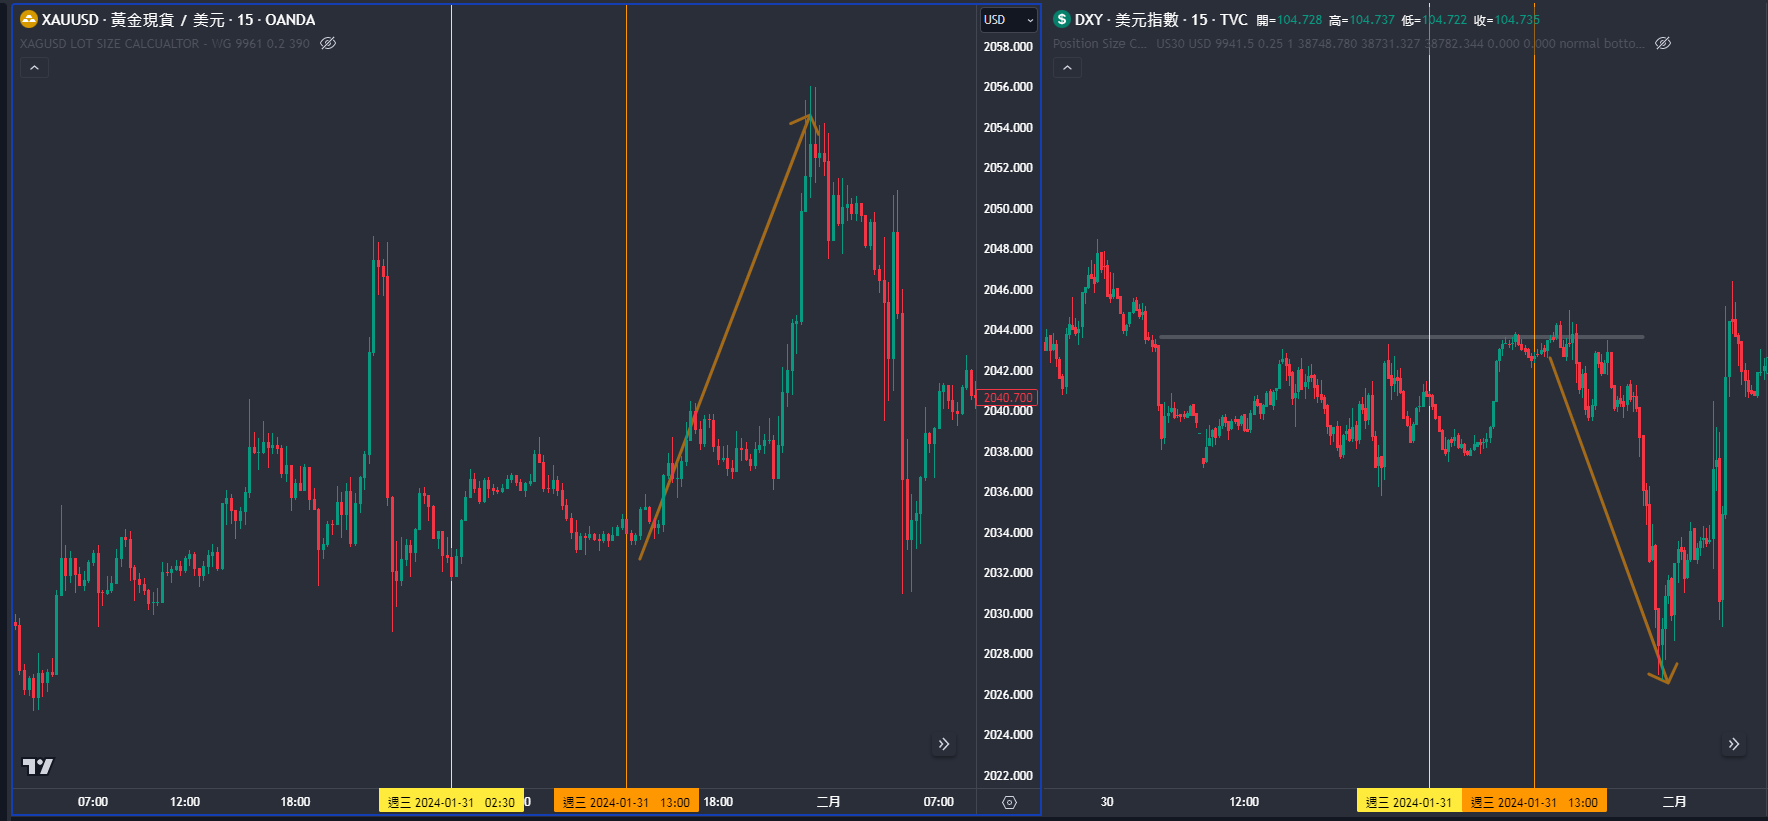 XAUUSD · 黃金現貨 / 美元 · 15 · OANDA
XAGUSD LOT SIZE CALCUALTOR - WG 9961 0.2 390
USD
2058.000
2056.000
2054.000
2052.000
2050.000
2048.000
2046.000
2044.000
2042.000
2040.700
2040.000
2038.000
2036.000
2034.000
2032.000
2030.000
2028.000
2026.000
2024.000
2022.000
07:00
12:00
18:00
週三 2024-01-31 02:30
週三 2024-01-31 13:00
18:00
二月
07:00
DXY · 美元指數 · 15 · TVC 開=104.728 高=104.737 低=104.722 收=104.735
Position Size C... US30 USD 9941.5 0.25 1 38748.780 38731.327 38782.344 0.000 0.000 normal botto...
30
12:00
週三 2024-01-31
週三 2024-01-31 13:00
二月